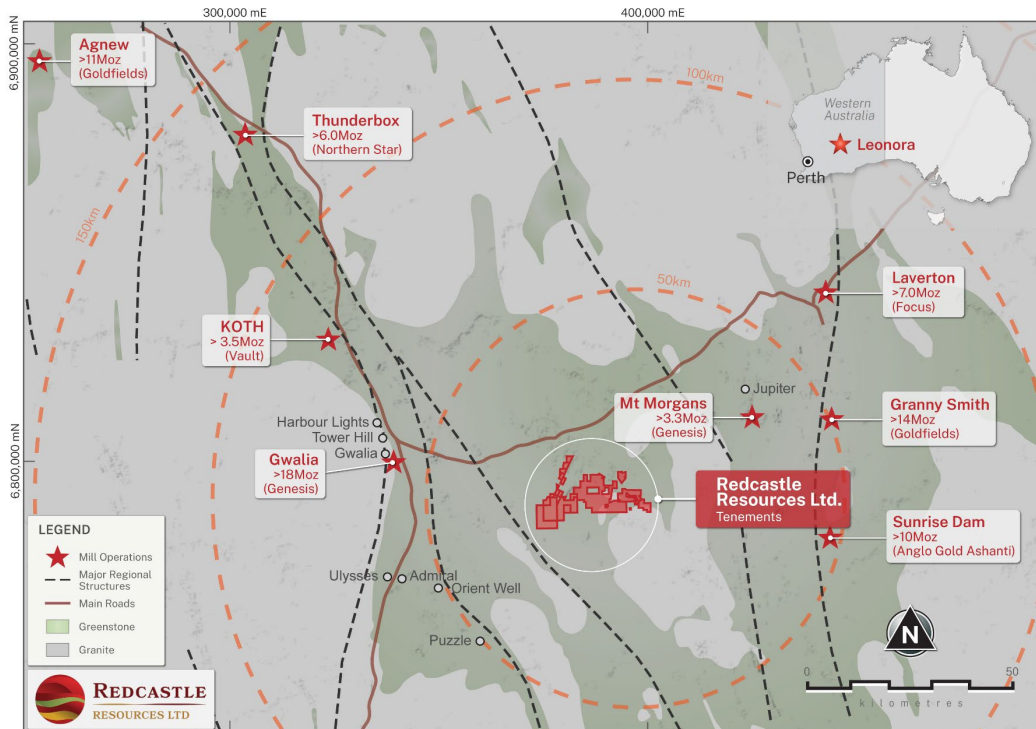 300,000 mE
400,000 mE
6,900,000 mN
6,800,000 mN
Agnew
>11Moz
(Goldfields)
Thunderbox
>6.0Moz
(Northern Star)
100km
150km
50km
Western
Australia
Leonora
Perth
Laverton
>7.0Moz
(Focus)
KOTH
> 3.5Moz
(Vault)
Jupiter
Mt Morgans
>3.3Moz
(Genesis)
Granny Smith
>14Moz
(Goldfields)
Harbour Lights
Tower Hill
Gwalia
Gwalia
>18Moz
(Genesis)
Redcastle
Resources Ltd.
Tenements
Sunrise Dam
>10Moz
(Anglo Gold Ashanti)
Ulysses
Admiral
Orient Well
Puzzle
LEGEND
Mill Operations
Major Regional
Structures
Main Roads
Greenstone
Granite
REDCASTLE
RESOURCES LTD
N
0
50
kilometres